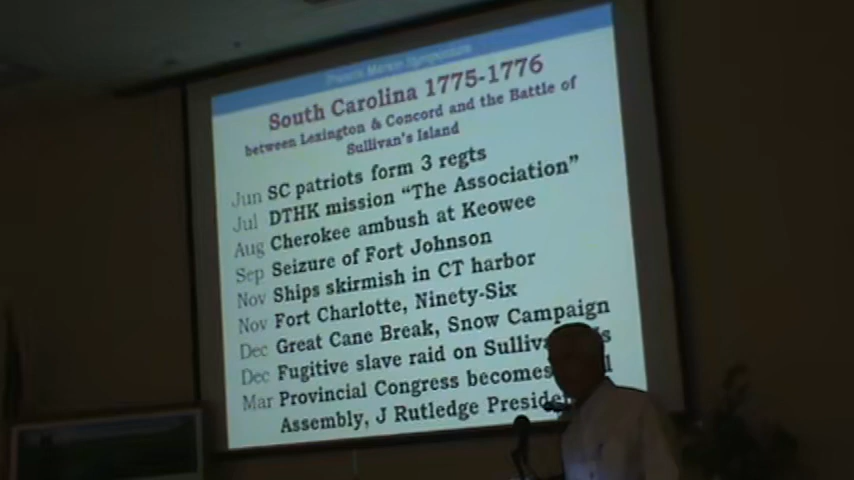 South Carolina 1775-1776
between Lexington & Concord and the Battle of
Sullivan's Island
Jun SC patriots form 3 regts
Jul DTHK mission “The Association”
Aug Cherokee ambush at Keowee
Sep Seizure of Fort Johnson
Nov Ships skirmish in CT harbor
Nov Fort Charlotte, Ninety-Six
Dec Great Cane Break, Snow Campaign
Dec Fugitive slave raid on
Mar Provincial Congress becomes
Assembly, J Rutledge